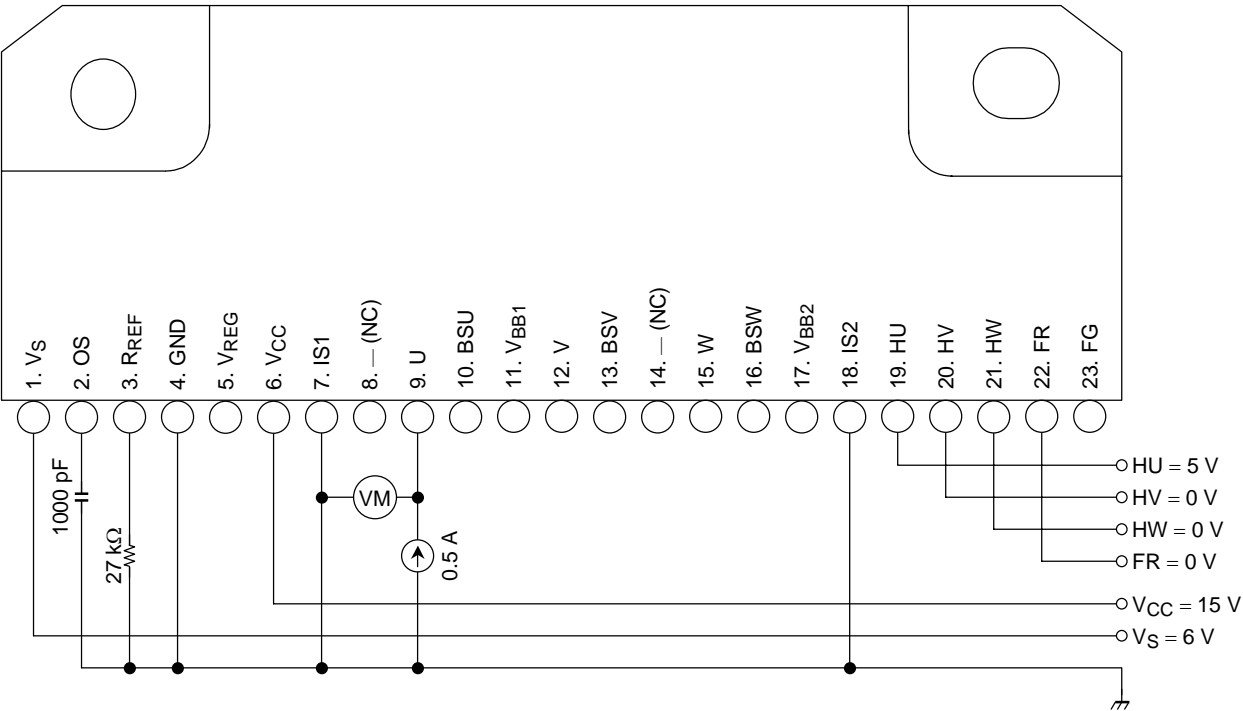 1. VS
2. OS
3. RREF
4. GND
5. VREG
6. VCC
7. IS1
8. — (NC)
9. U
10. BSU
11. VBB1
12. V
13. BSV
14. — (NC)
15. W
16. BSW
17. VBB2
18. IS2
19. HU
20. HV
21. HW
22. FR
23. FG
1000 pF
27 kΩ
VM
0.5 A
HU = 5 V
HV = 0 V
HW = 0 V
FR = 0 V
VCC = 15 V
VS = 6 V